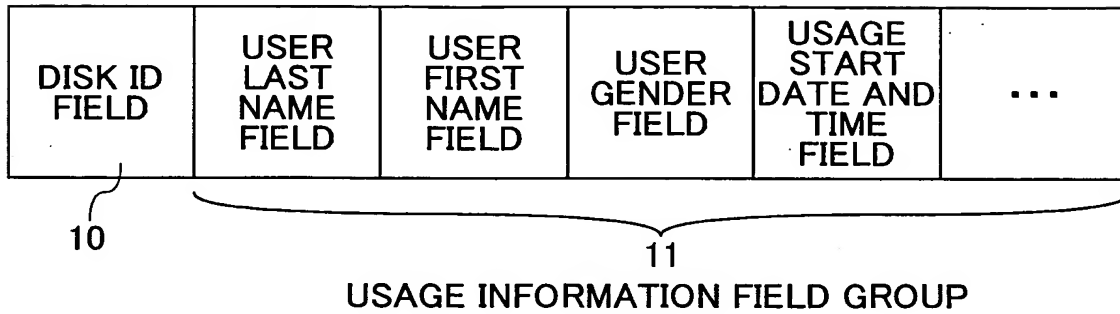 DISK ID
FIELD
USER
LAST
NAME
FIELD
USER
FIRST
NAME
FIELD
USER
GENDER
FIELD
USAGE
START
DATE AND
TIME
FIELD
...
10
11
USAGE INFORMATION FIELD GROUP